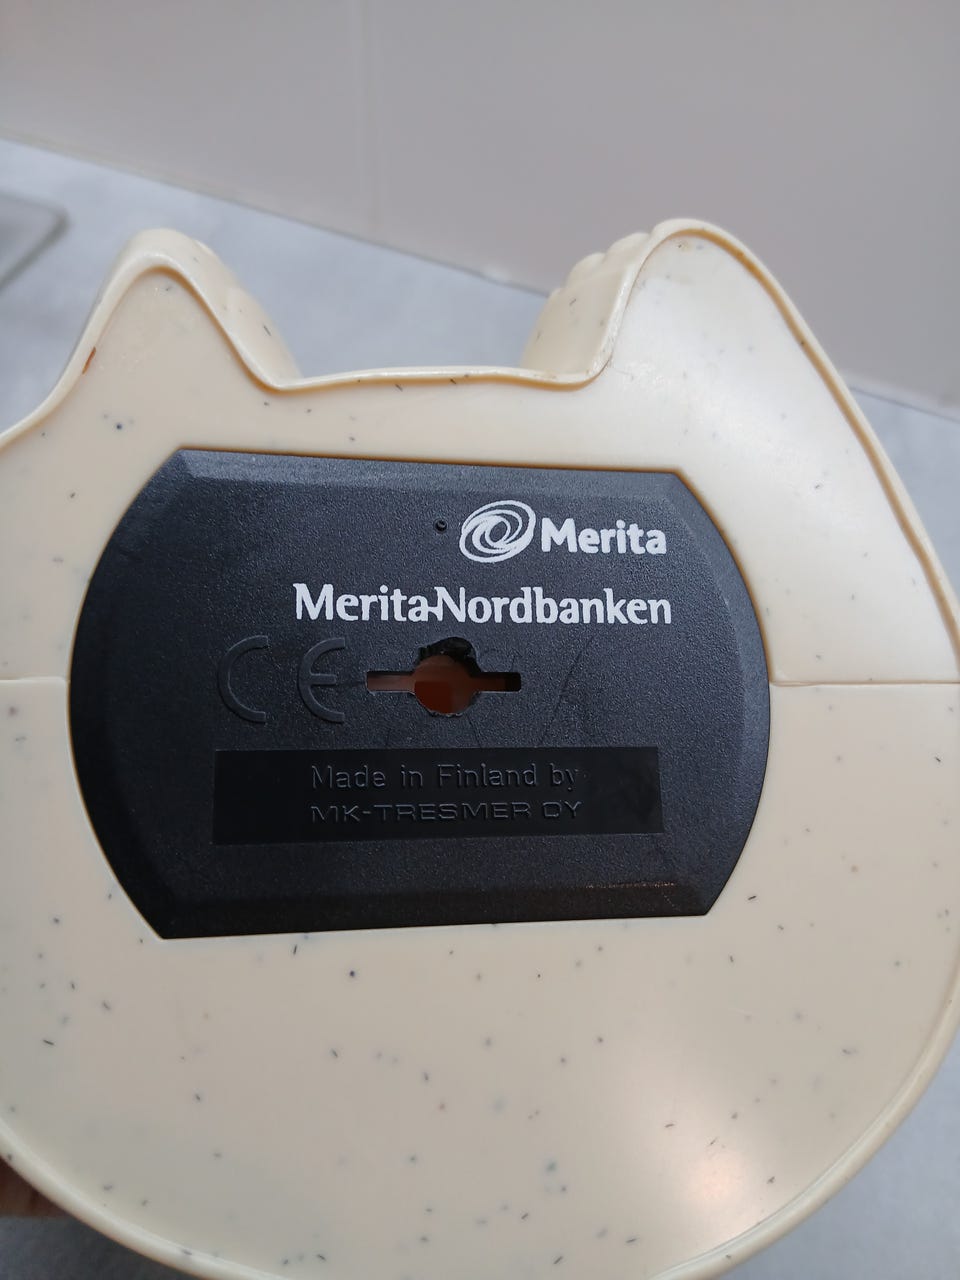 Merita
Merita-Nordbanken
CE
Made in Finland by
MK-TRESMER OY